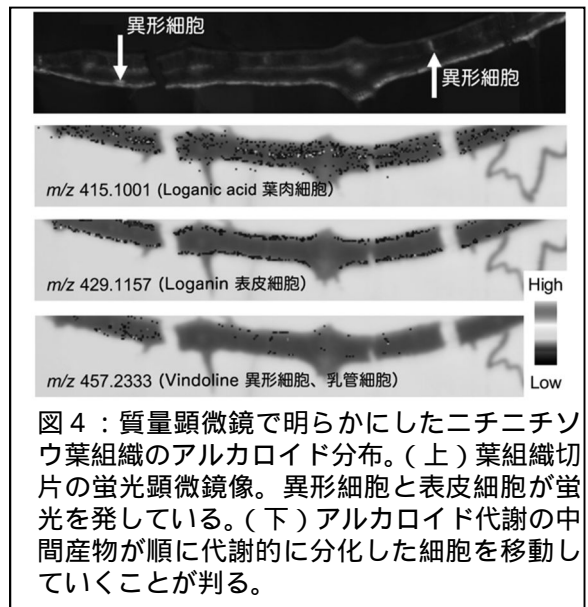 異形細胞
異形細胞
m/z 415.1001 (Loganic acid 葉肉細胞)
m/z 429.1157 (Loganin 表皮細胞)
High
Low
m/z 457.2333 (Vindoline 異形細胞、乳管細胞)
図4：質量顕微鏡で明らかにしたニチニチソ
ウ葉組織のアルカロイド分布。(上)葉組織切
片の蛍光顕微鏡像。異形細胞と表皮細胞が蛍
光を発している。(下)アルカロイド代謝の中
間産物が順に代謝的に分化した細胞を移動し
ていくことが判る。